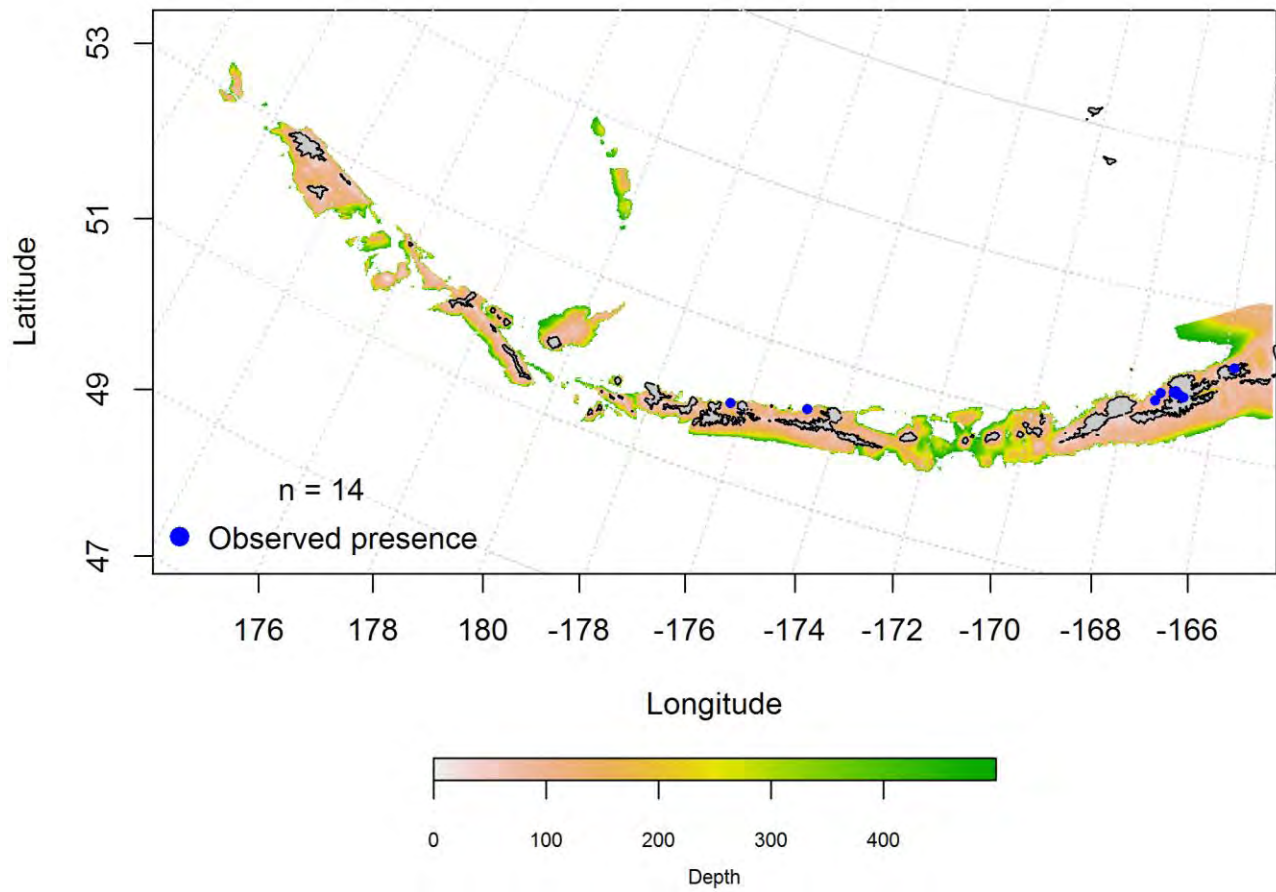 53
51
49
47
Latitude
n = 14
Observed presence
176 178 180 -178 -176 -174 -172 -170 -168 -166
Longitude
0 100 200 300 400
Depth